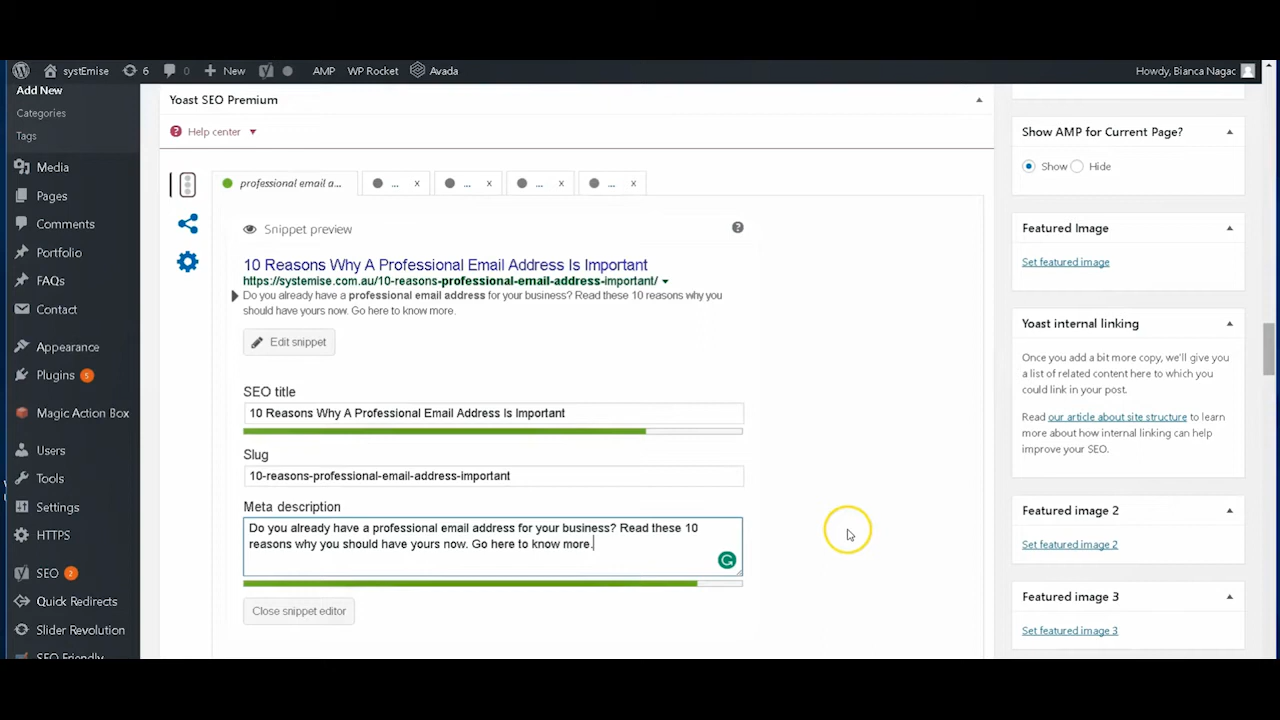 systEmise 6 0 New AMP WP Rocket Avada Howdy, Bianca Nagac
Add New
Categories
Tags
Media
Pages
Comments
Portfolio
FAQs
Contact
Appearance
Plugins 5
Magic Action Box
Users
Tools
Settings
HTTPS
SEO 2
Quick Redirects
Slider Revolution
SEO Friendly
Yoast SEO Premium
Help center
professional email a... ... x ... x ... x ... x
Snippet preview
10 Reasons Why A Professional Email Address Is Important
https://systemise.com.au/10-reasons-professional-email-address-important/
Do you already have a professional email address for your business? Read these 10 reasons why you
should have yours now. Go here to know more.
Edit snippet
SEO title
10 Reasons Why A Professional Email Address Is Important
Slug
10-reasons-professional-email-address-important
Meta description
Do you already have a professional email address for your business? Read these 10
reasons why you should have yours now. Go here to know more.
Close snippet editor
Show AMP for Current Page?
Show Hide
Featured Image
Set featured image
Yoast internal linking
Once you add a bit more copy, we'll give you
a list of related content here to which you
could link in your post.
Read our article about site structure to learn
more about how internal linking can help
improve your SEO.
Featured image 2
Set featured image 2
Featured image 3
Set featured image 3